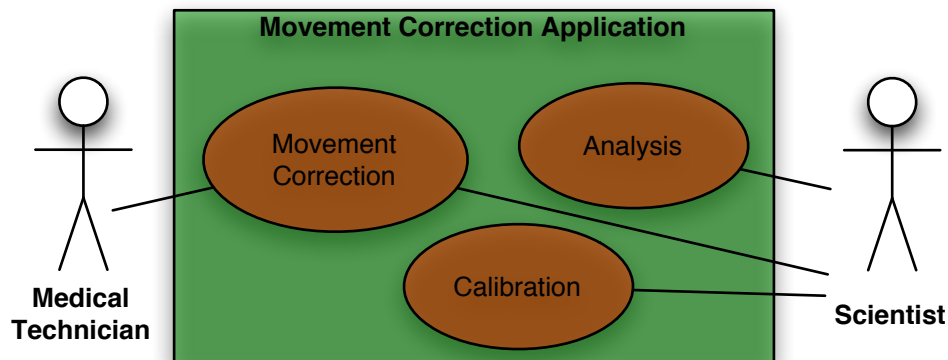 Movement Correction Application
Movement
Correction
Analysis
Calibration
Medical
Technician
Scientist